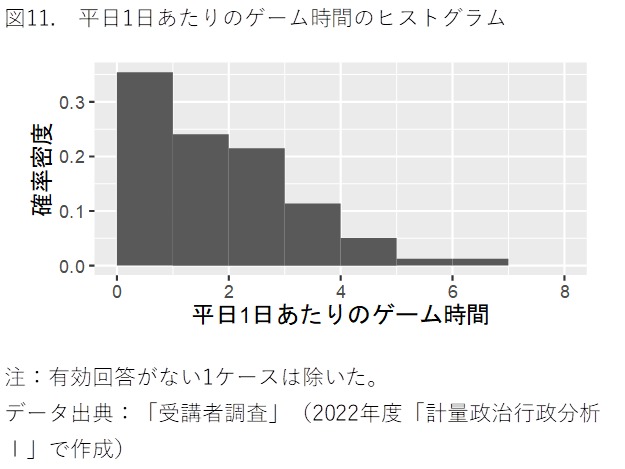 図11.　平日1日あたりのゲーム時間のヒストグラム
確率密度
0.3
0.2
0.1
0.0
0 2 4 6 8
平日1日あたりのゲーム時間
注：有効回答がない1ケースは除いた。
データ出典：「受講者調査」（2022年度「計量政治行政分析
Ⅰ」で作成）